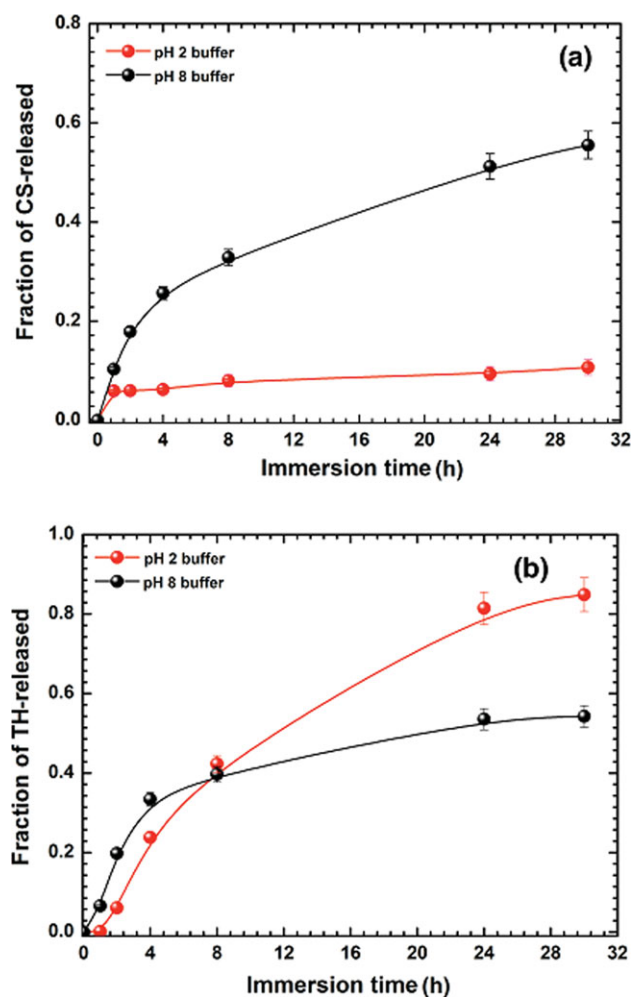 0.8
pH 2 buffer
pH 8 buffer
(a)
0.6
0.4
0.2
0.0
Fraction of CS-released
0 4 8 12 16 20 24 28 32
Immersion time (h)
1.0
pH 2 buffer
pH 8 buffer
(b)
0.8
0.6
0.4
0.2
0.0
Fraction of TH-released
0 4 8 12 16 20 24 28 32
Immersion time (h)